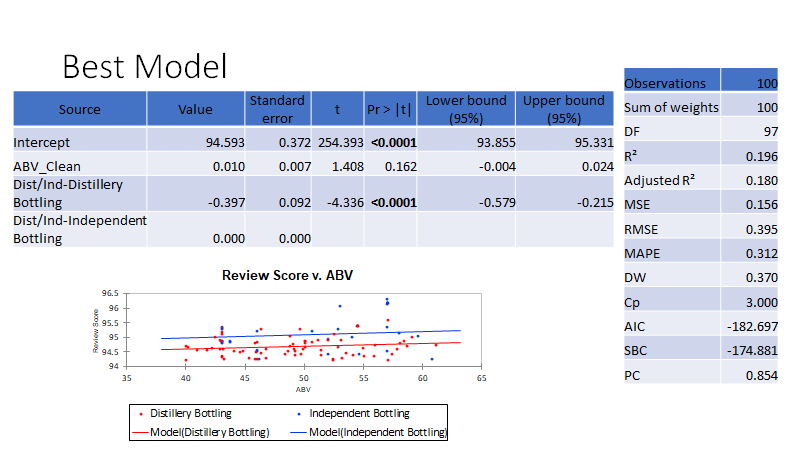 Best Model
Source Value Standard error t Pr > |t| Lower bound (95%) Upper bound (95%)
Intercept 94.593 0.372 254.393 <0.0001 93.855 95.331
ABV_Clean 0.010 0.007 1.408 0.162 -0.004 0.024
Dist/Ind-Distillery Bottling -0.397 0.092 -4.336 <0.0001 -0.579 -0.215
Dist/Ind-Independent Bottling 0.000 0.000
Observations 100
Sum of weights 100
DF 97
R² 0.196
Adjusted R² 0.180
MSE 0.156
RMSE 0.395
MAPE 0.312
DW 0.370
Cp 3.000
AIC -182.697
SBC -174.881
PC 0.854
Review Score v. ABV
Review Score
96.5
96
95.5
95
94.5
94
35 40 45 50 55 60 65
ABV
Distillery Bottling Independent Bottling
Model(Distillery Bottling) Model(Independent Bottling)